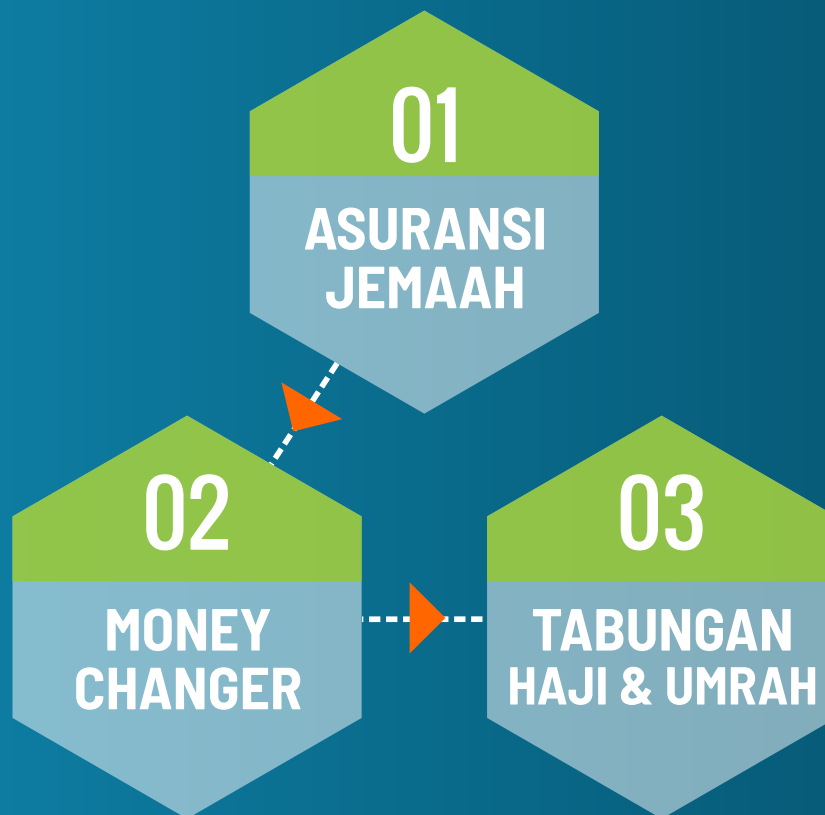 01
ASURANSI
JEMAAH
02
MONEY
CHANGER
03
TABUNGAN
HAJI & UMRAH